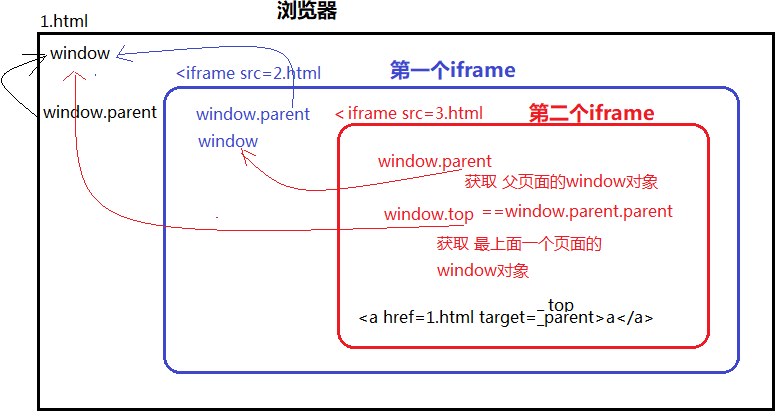 浏览器
1.html
window
<iframe src=2.html
第一个iframe
window.parent
window.parent
< iframe src=3.html
第二个iframe
window
window.parent
获取 父页面的window对象
window.top ==window.parent.parent
获取 最上面一个页面的
window对象
_top
<a href=1.html target=_parent>a</a>